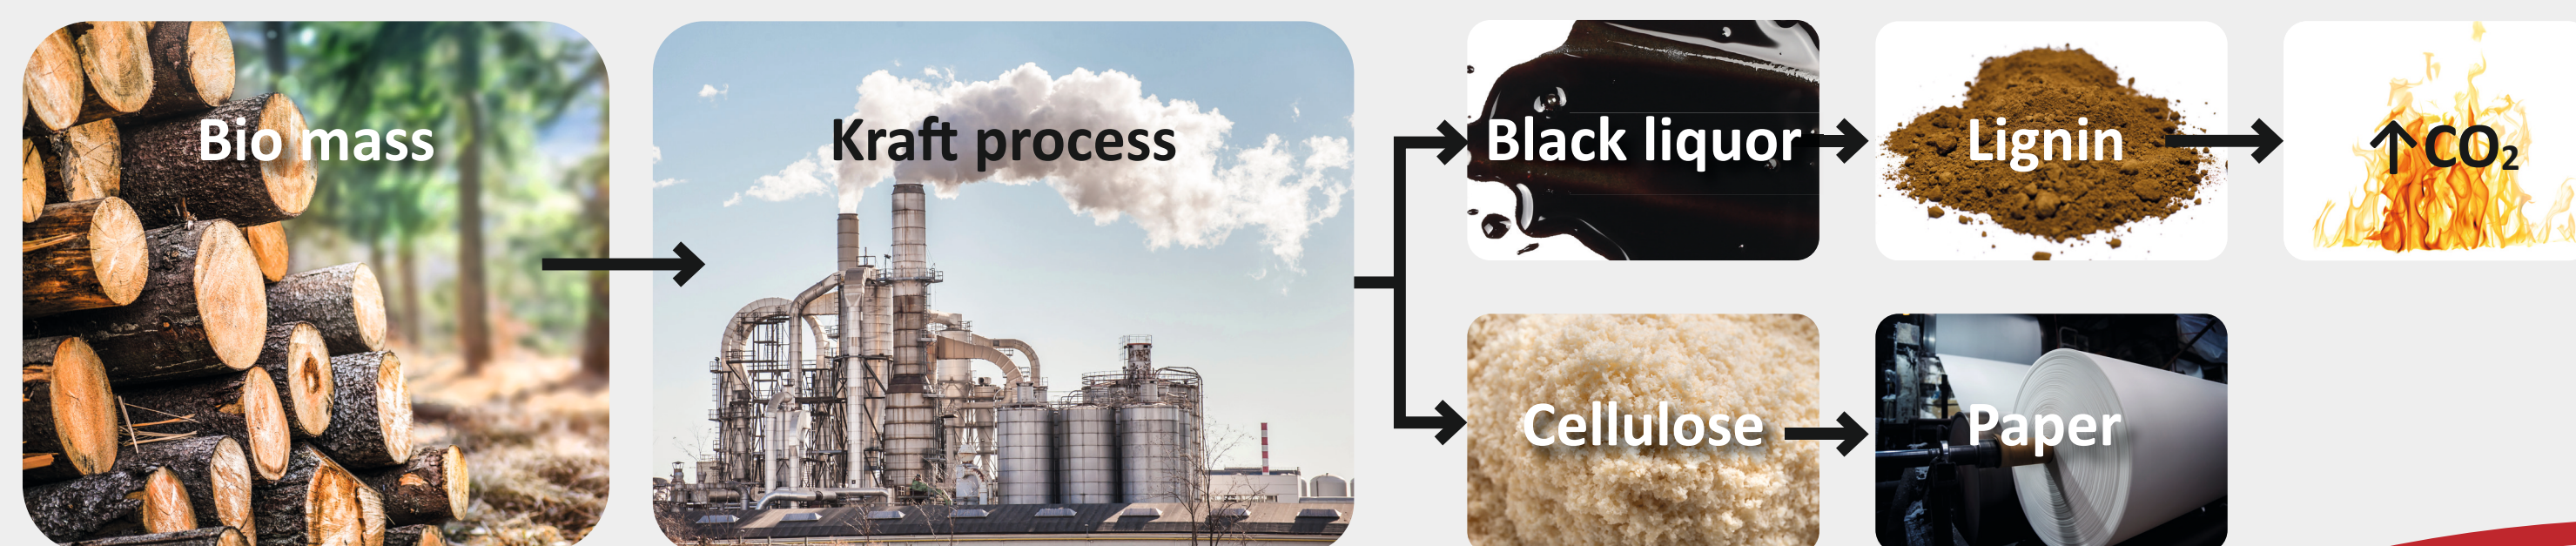 Bio mass
Kraft process
Black liquor
Lignin
↑CO₂
Cellulose
Paper